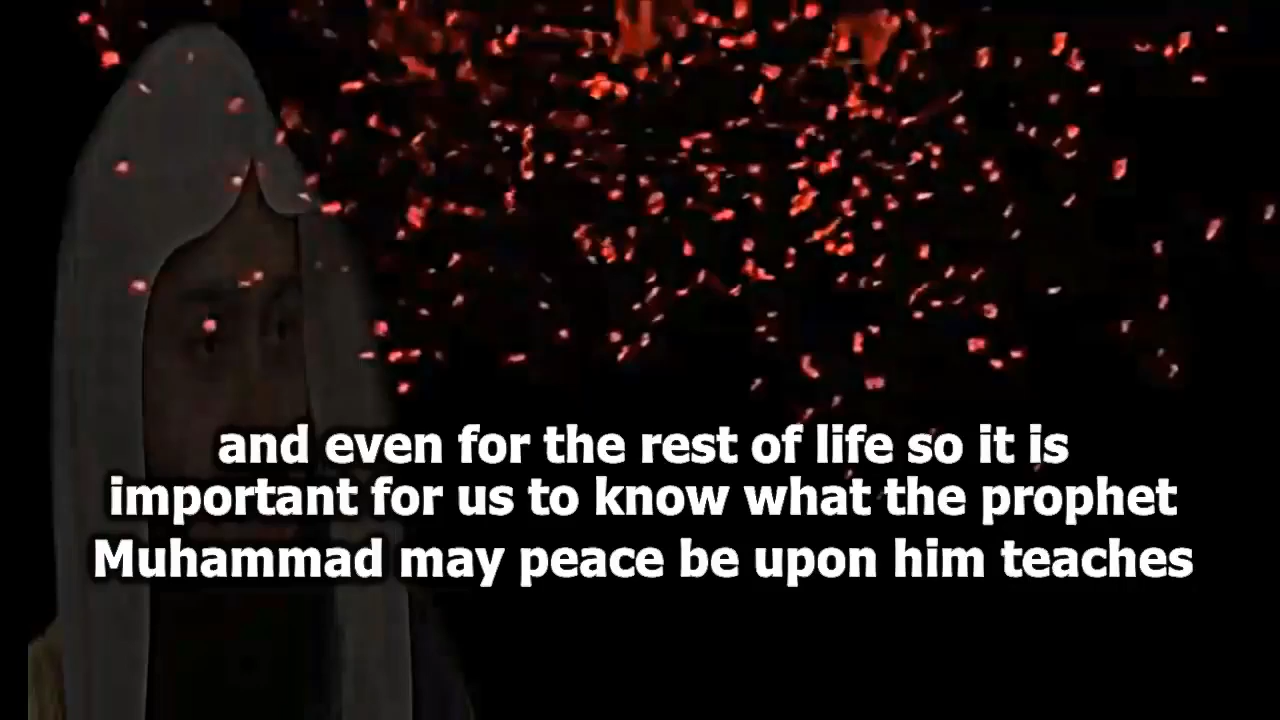 and even for the rest of life so it is
important for us to know what the prophet
Muhammad may peace be upon him teaches